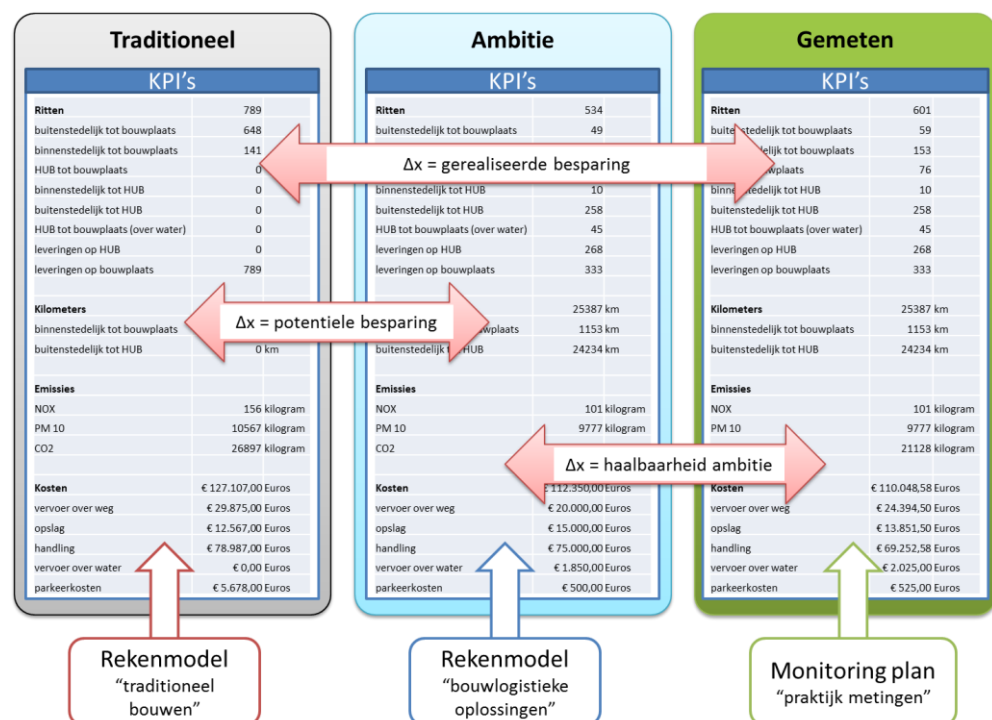 Traditioneel
KPI's
Ritten 789
buitenstedelijk tot bouwplaats 648
binnenstedelijk tot bouwplaats 141
HUB tot bouwplaats 0
binnenstedelijk tot HUB 0
buitenstedelijk tot HUB 0
HUB tot bouwplaats (over water) 0
leveringen op HUB 0
leveringen op bouwplaats 789
Kilometers
binnenstedelijk tot bouwplaats
buitenstedelijk tot HUB 0 km
Emissies
NOX 156 kilogram
PM 10 10567 kilogram
CO2 26897 kilogram
Kosten € 127.107,00 Euros
vervoer over weg € 29.875,00 Euros
opslag € 12.567,00 Euros
handling € 78.987,00 Euros
vervoer over water € 0,00 Euros
parkeerkosten € 5.678,00 Euros
Rekenmodel
“traditioneel
bouwen”
Ambitie
KPI's
Ritten 534
buitenstedelijk tot bouwplaats 49
binnenstedelijk tot HUB 10
buitenstedelijk tot HUB 258
HUB tot bouwplaats (over water) 45
leveringen op HUB 268
leveringen op bouwplaats 333
25387 km
1153 km
buitenstedelijk tot HUB 24234 km
Emissies
NOX 101 kilogram
PM 10 9777 kilogram
CO2
Kosten € 112.350,00 Euros
vervoer over weg € 20.000,00 Euros
opslag € 15.000,00 Euros
handling € 75.000,00 Euros
vervoer over water € 1.850,00 Euros
parkeerkosten € 500,00 Euros
Rekenmodel
“bouwlogistieke
oplossingen”
Gemeten
KPI's
Ritten 601
buitenstedelijk tot bouwplaats 59
153
76
binnenstedelijk tot HUB 10
buitenstedelijk tot HUB 258
HUB tot bouwplaats (over water) 45
leveringen op HUB 268
leveringen op bouwplaats 333
Kilometers 25387 km
binnenstedelijk tot bouwplaats 1153 km
buitenstedelijk tot HUB 24234 km
Emissies
NOX 101 kilogram
PM 10 9777 kilogram
21128 kilogram
Kosten € 110.048,58 Euros
vervoer over weg € 24.394,50 Euros
opslag € 13.851,50 Euros
handling € 69.252,58 Euros
vervoer over water € 2.025,00 Euros
parkeerkosten € 525,00 Euros
Monitoring plan
“praktijk metingen”
Δx = gerealiseerde besparing
Δx = potentiele besparing
Δx = haalbaarheid ambitie